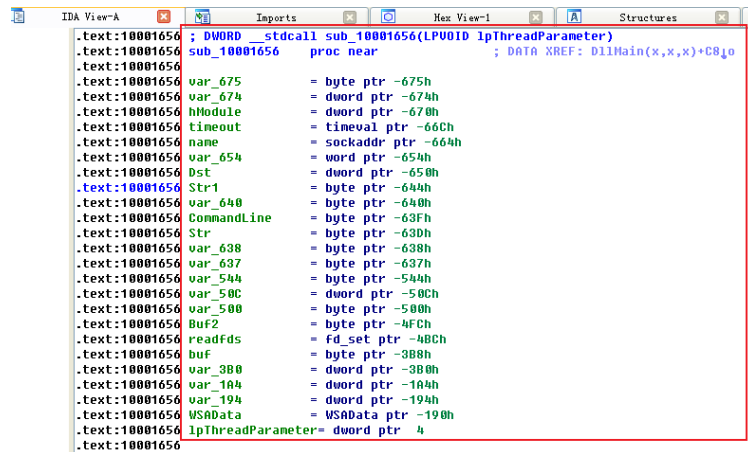 IDA View-A Imports Hex View-1 Structures
.text:10001656 ; DWORD __stdcall sub_10001656(LPVOID lpThreadParameter)
.text:10001656 sub_10001656 proc near ; DATA XREF: DllMain(x,x,x)+C8↓o
.text:10001656
.text:10001656 var_675 = byte ptr -675h
.text:10001656 var_674 = dword ptr -674h
.text:10001656 hModule = dword ptr -670h
.text:10001656 timeout = timeval ptr -66Ch
.text:10001656 name = sockaddr ptr -664h
.text:10001656 var_654 = word ptr -654h
.text:10001656 Dst = dword ptr -650h
.text:10001656 Str1 = byte ptr -644h
.text:10001656 var_640 = byte ptr -640h
.text:10001656 CommandLine = byte ptr -63Fh
.text:10001656 Str = byte ptr -63Dh
.text:10001656 var_638 = byte ptr -638h
.text:10001656 var_637 = byte ptr -637h
.text:10001656 var_544 = byte ptr -544h
.text:10001656 var_50C = dword ptr -50Ch
.text:10001656 var_500 = byte ptr -500h
.text:10001656 Buf2 = byte ptr -4FCh
.text:10001656 readfds = fd_set ptr -4BCh
.text:10001656 buf = byte ptr -3B8h
.text:10001656 var_3B0 = dword ptr -3B0h
.text:10001656 var_1A4 = dword ptr -1A4h
.text:10001656 var_194 = dword ptr -194h
.text:10001656 WSAData = WSAData ptr -190h
.text:10001656 lpThreadParameter= dword ptr 4
.text:10001656